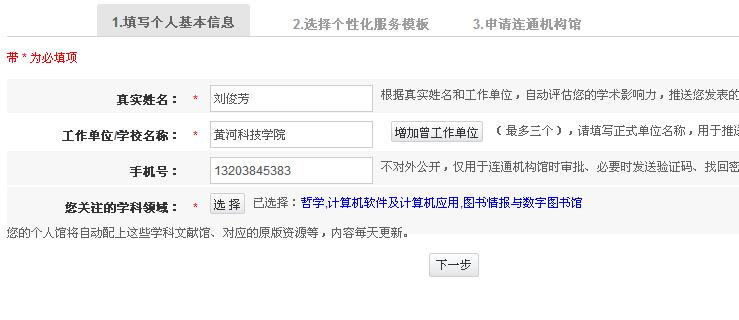 1.填写个人基本信息 2.选择个性化服务模板 3.申请连通机构馆
带 * 为必填项
真实姓名： * 刘俊芳 根据真实姓名和工作单位，自动评估您的学术影响力，推送您发表的
工作单位/学校名称： * 黄河科技学院 增加曾工作单位 （ 最多三个），请填写正式单位名称，用于推送
手机号： 13203845383 不对外公开，仅用于连通机构馆时审批、必要时发送验证码、找回密
您关注的学科领域： * 选 择 已选择：哲学,计算机软件及计算机应用,图书情报与数字图书馆
您的个人馆将自动配上这些学科文献馆、对应的原版资源等，内容每天更新。
下一步